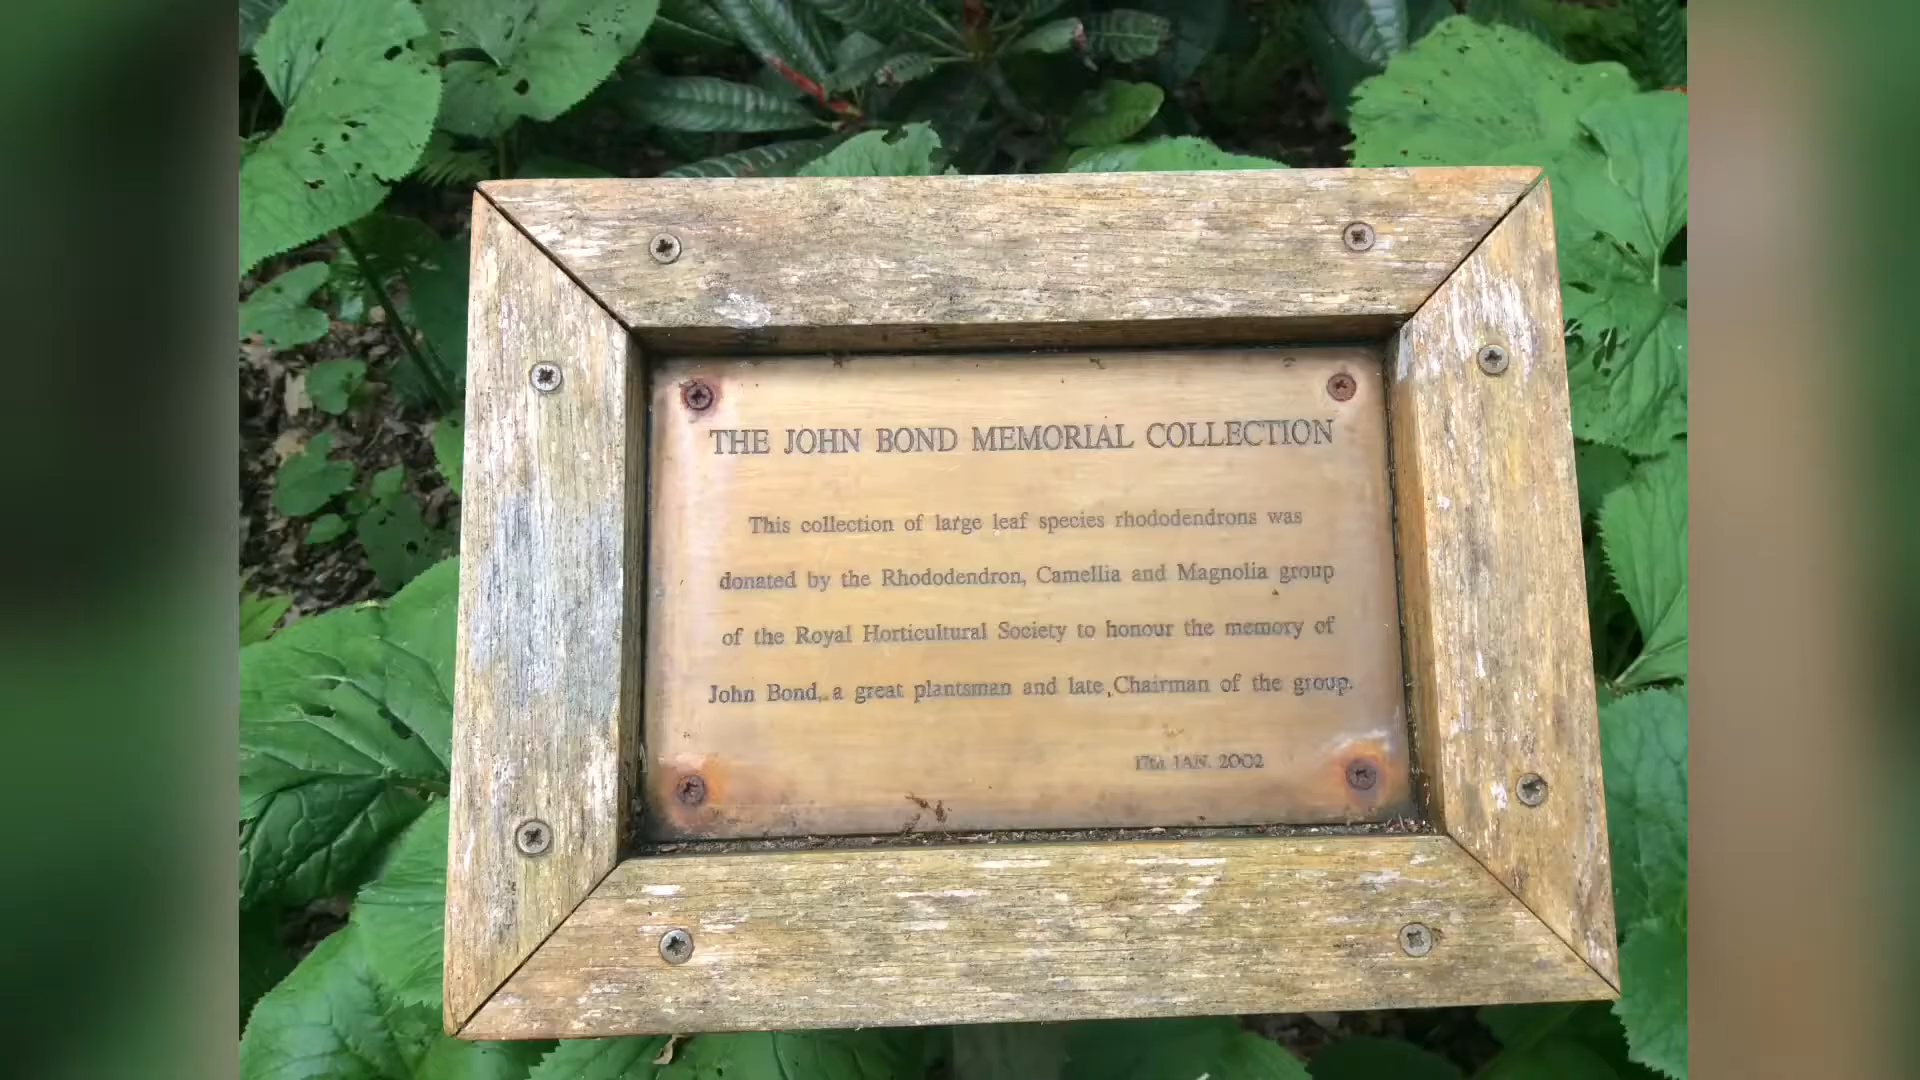 THE JOHN BOND MEMORIAL COLLECTION
This collection of large leaf species rhododendrons was
donated by the Rhododendron, Camellia and Magnolia group
of the Royal Horticultural Society to honour the memory of
John Bond, a great plantsman and late Chairman of the group.
17th JAN. 2002